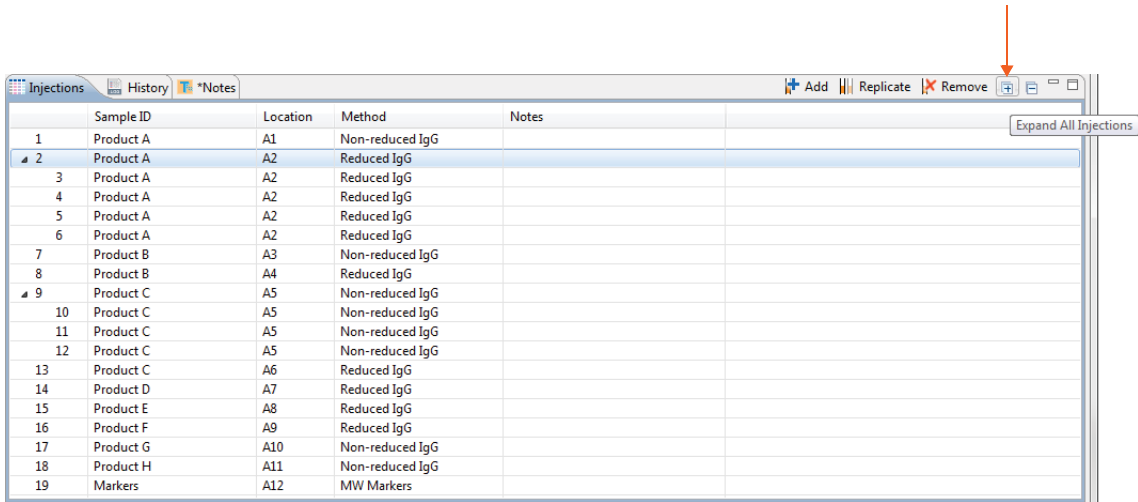 Injections History *Notes Add Replicate Remove
Sample ID Location Method Notes
Expand All Injections
1 Product A A1 Non-reduced IgG
2 Product A A2 Reduced IgG
3 Product A A2 Reduced IgG
4 Product A A2 Reduced IgG
5 Product A A2 Reduced IgG
6 Product A A2 Reduced IgG
7 Product B A3 Non-reduced IgG
8 Product B A4 Reduced IgG
9 Product C A5 Non-reduced IgG
10 Product C A5 Non-reduced IgG
11 Product C A5 Non-reduced IgG
12 Product C A5 Non-reduced IgG
13 Product C A6 Reduced IgG
14 Product D A7 Reduced IgG
15 Product E A8 Reduced IgG
16 Product F A9 Reduced IgG
17 Product G A10 Non-reduced IgG
18 Product H A11 Non-reduced IgG
19 Markers A12 MW Markers